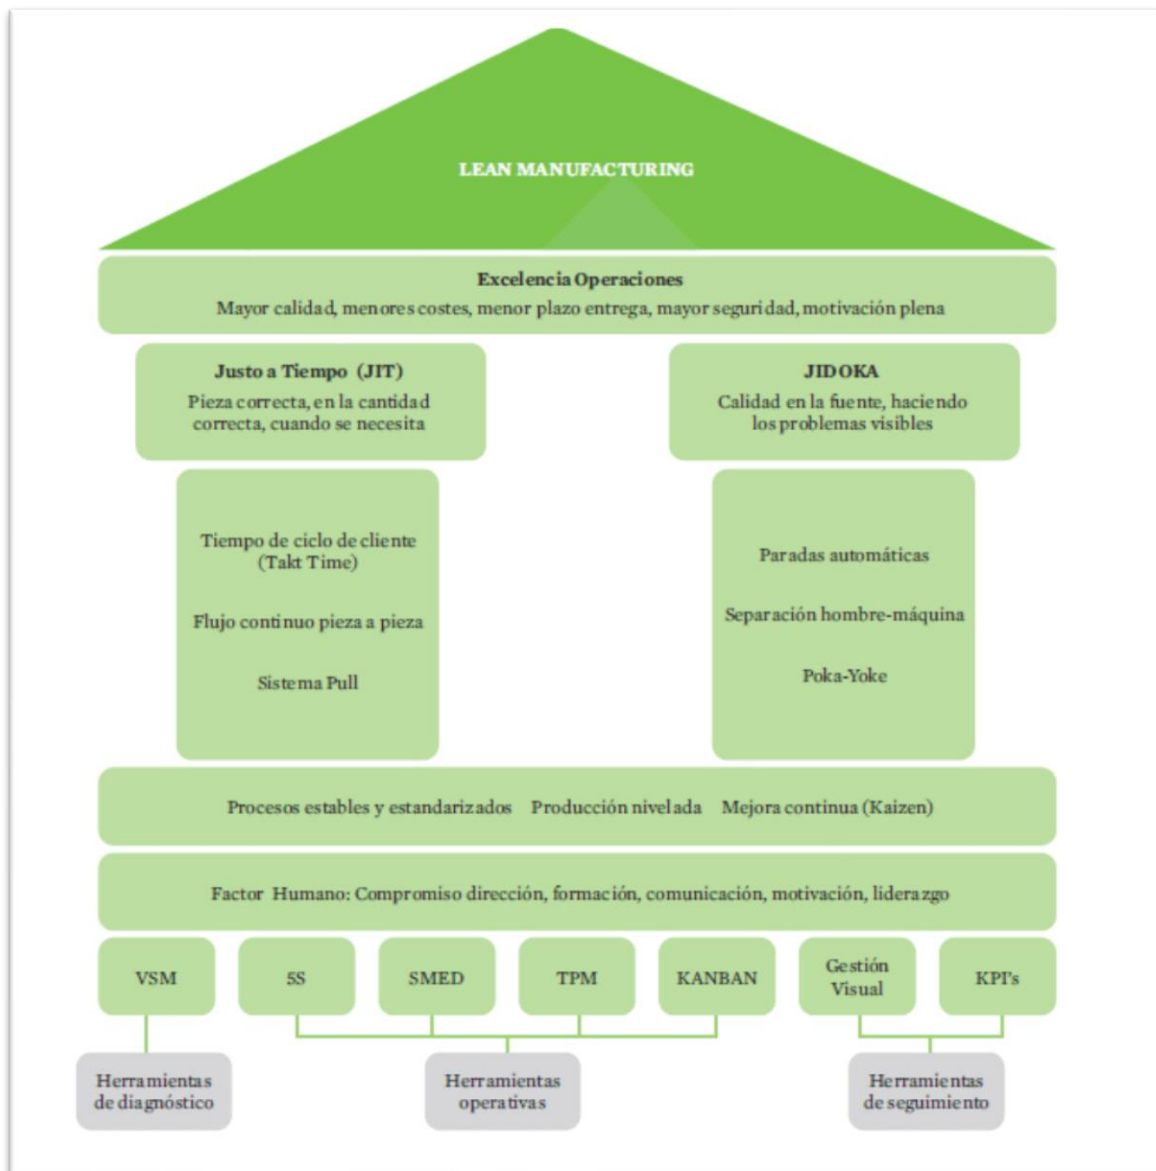 LEAN MANUFACTURING
Excelencia Operaciones
Mayor calidad, menores costes, menor plazo entrega, mayor seguridad, motivación plena
Justo a Tiempo (JIT)
Pieza correcta, en la cantidad
correcta, cuando se necesita
JIDOKA
Calidad en la fuente, haciendo
los problemas visibles
Tiempo de ciclo de cliente
(Takt Time)
Flujo continuo pieza a pieza
Sistema Pull
Paradas automáticas
Separación hombre-máquina
Poka-Yoke
Procesos estables y estandarizados Producción nivelada Mejora continua (Kaizen)
Factor Humano: Compromiso dirección, formación, comunicación, motivación, liderazgo
VSM
5S
SMED
TPM
KANBAN
Gestión
Visual
KPI's
Herramientas
de diagnóstico
Herramientas
operativas
Herramientas
de seguimiento